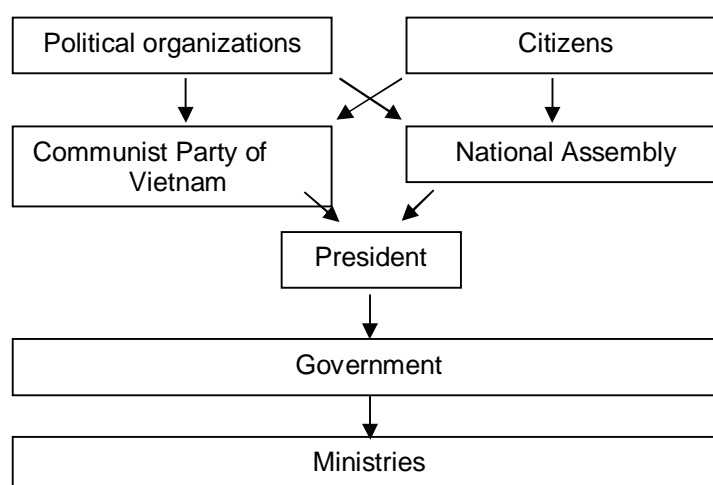 Political organizations
Citizens
Communist Party of
Vietnam
National Assembly
President
Government
Ministries